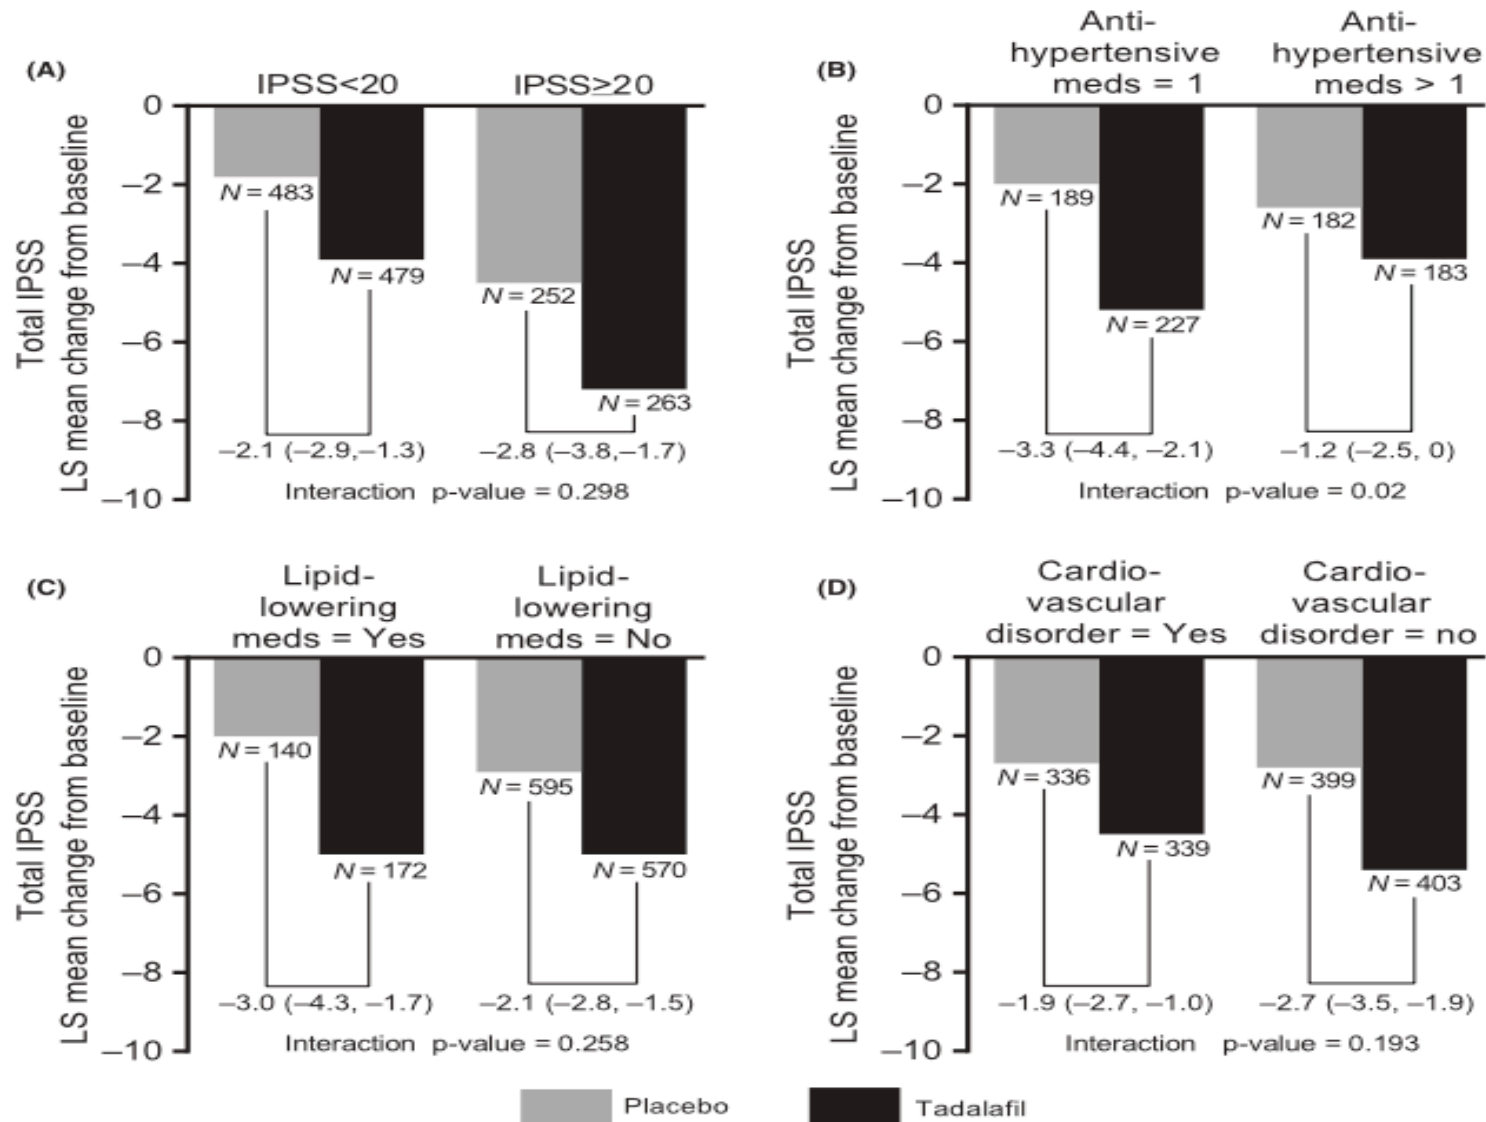 (A)
IPSS<20
IPSS≥20
Total IPSS
LS mean change from baseline
0
–2
–4
–6
–8
–10
N = 483
N = 479
N = 252
N = 263
–2.1 (–2.9,–1.3)
–2.8 (–3.8,–1.7)
Interaction p-value = 0.298
(B)
Anti-
hypertensive
meds = 1
Anti-
hypertensive
meds > 1
Total IPSS
LS mean change from baseline
0
–2
–4
–6
–8
–10
N = 189
N = 227
N = 182
N = 183
–3.3 (–4.4, –2.1)
–1.2 (–2.5, 0)
Interaction p-value = 0.02
(C)
Lipid-
lowering
meds = Yes
Lipid-
lowering
meds = No
Total IPSS
LS mean change from baseline
0
–2
–4
–6
–8
–10
N = 140
N = 172
N = 595
N = 570
–3.0 (–4.3, –1.7)
–2.1 (–2.8, –1.5)
Interaction p-value = 0.258
(D)
Cardio-
vascular
disorder = Yes
Cardio-
vascular
disorder = no
Total IPSS
LS mean change from baseline
0
–2
–4
–6
–8
–10
N = 336
N = 339
N = 399
N = 403
–1.9 (–2.7, –1.0)
–2.7 (–3.5, –1.9)
Interaction p-value = 0.193
Placebo
Tadalafil